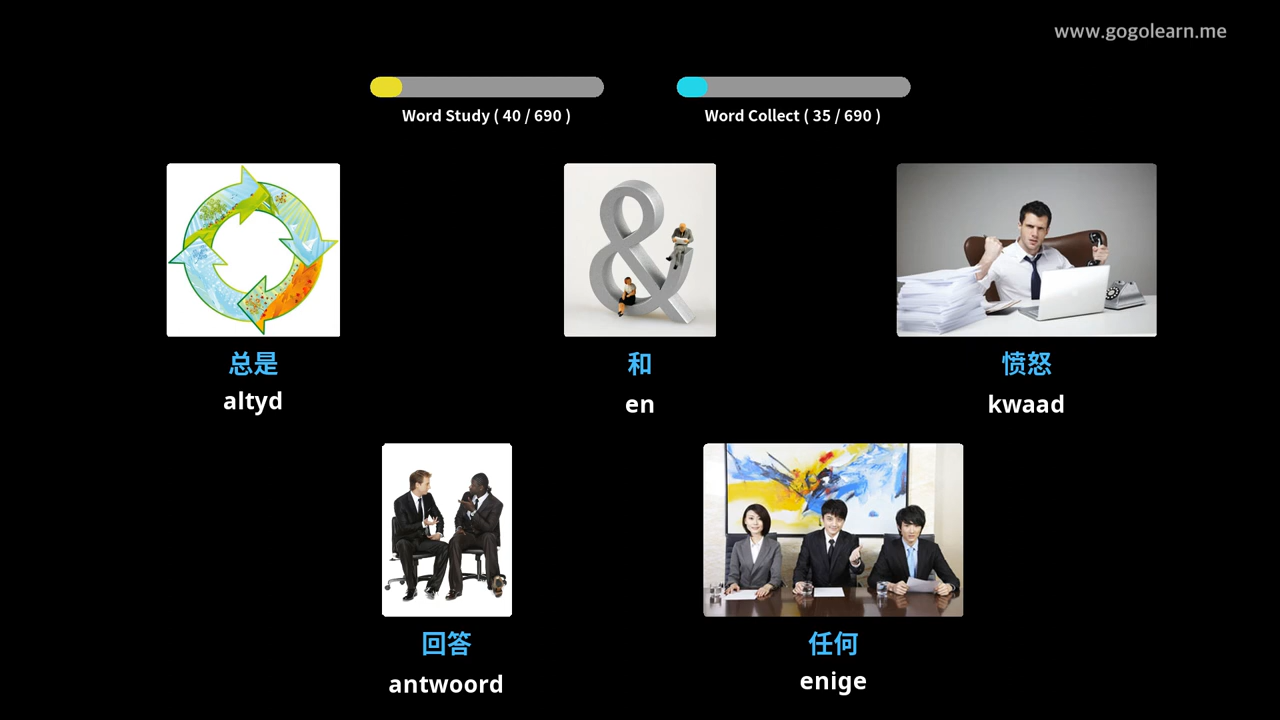 www.gogolearn.me
Word Study ( 40 / 690 )
Word Collect ( 35 / 690 )
&
总是
altyd
和
en
愤怒
kwaad
回答
antwoord
任何
enige